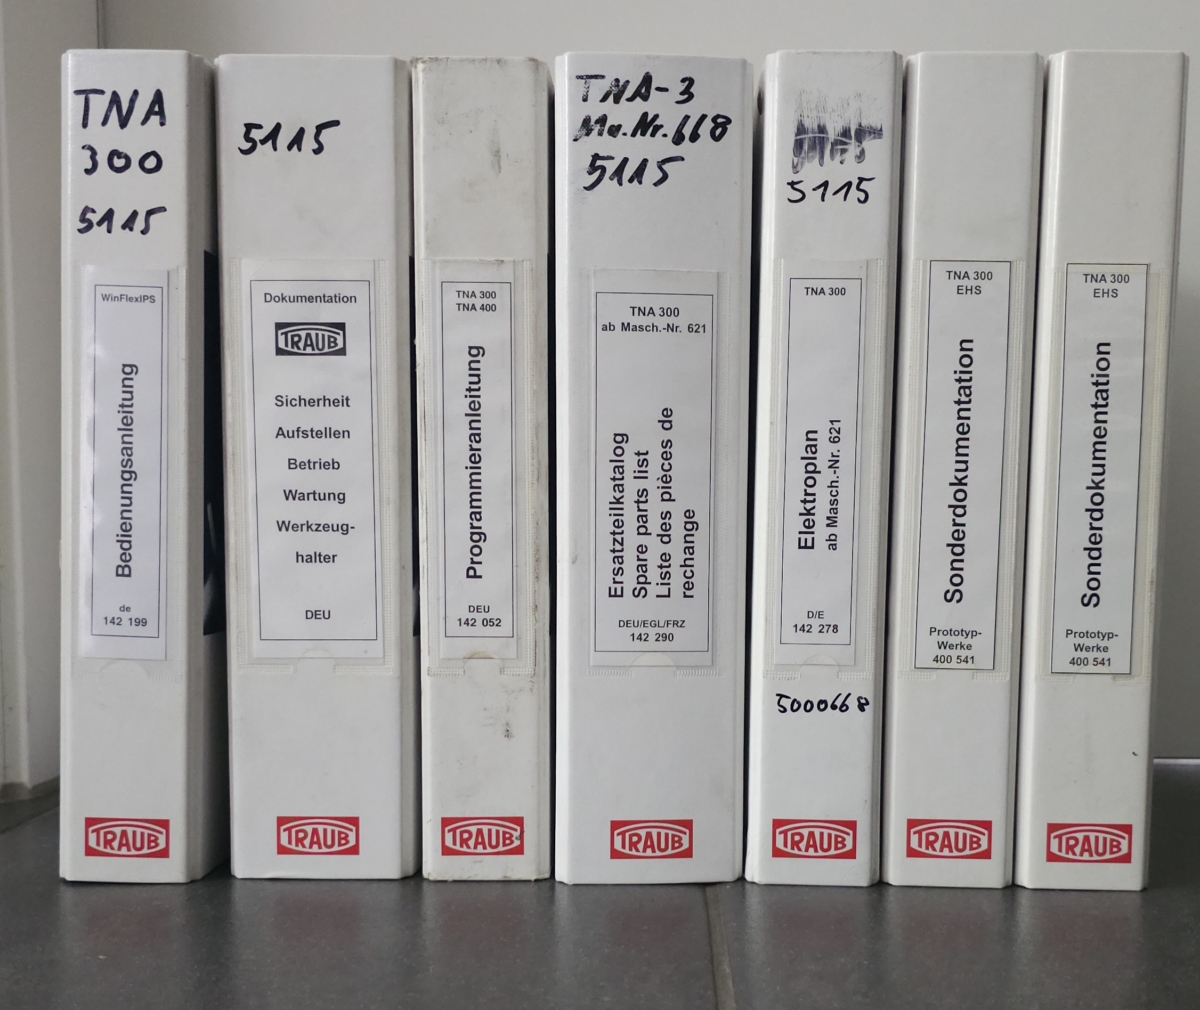 TNA
300
5115
WinFlexIPS
Bedienungsanleitung
de
142 199
TRAUB
5115
Dokumentation
TRAUB
Sicherheit
Aufstellen
Betrieb
Wartung
Werkzeug-
halter
DEU
TRAUB
TNA 300
TNA 400
Programmieranleitung
DEU
142 052
TRAUB
TNA-3
Ma.Nr.668
5115
TNA 300
ab Masch.-Nr. 621
Ersatzteilkatalog
Spare parts list
Liste des pièces de
rechange
DEU/EGL/FRZ
142 290
TRAUB
5115
TNA 300
Elektroplan
ab Masch.-Nr. 621
D/E
142 278
5000668
TRAUB
TNA 300
EHS
Sonderdokumentation
Prototyp-
Werke
400 541
TRAUB
TNA 300
EHS
Sonderdokumentation
Prototyp-
Werke
400 541
TRAUB